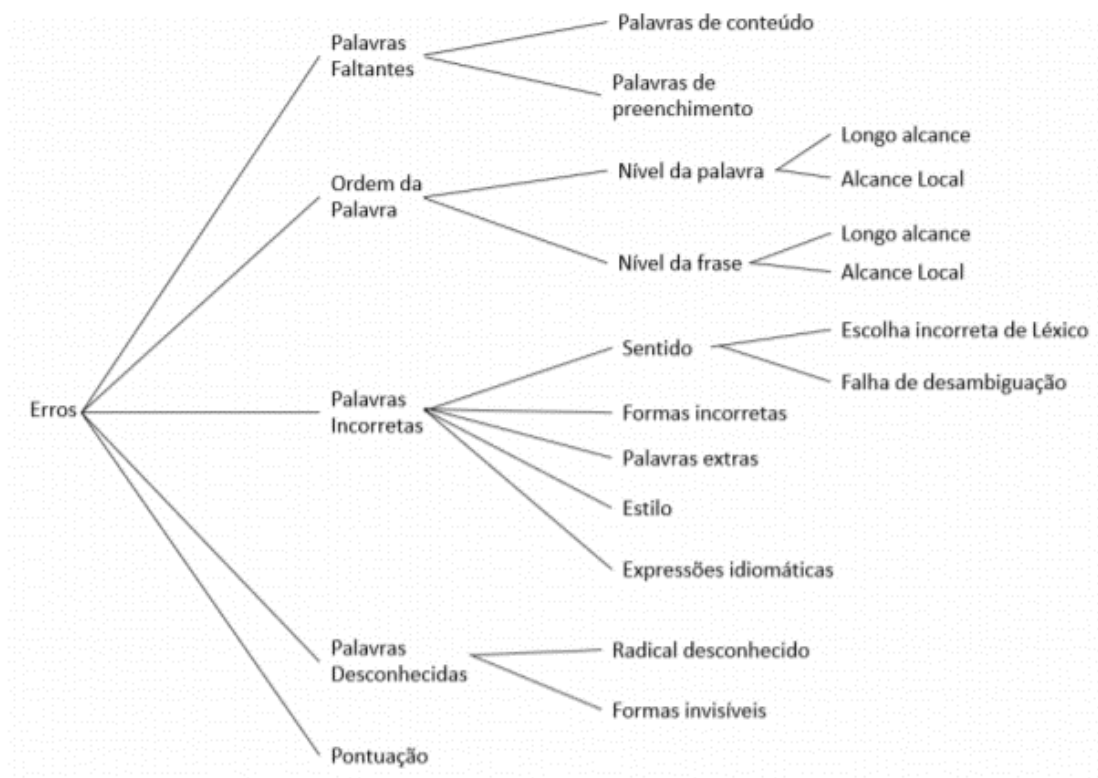 Palavras de conteúdo
Palavras
Faltantes
Palavras de
preenchimento
Longo alcance
Nível da palavra
Alcance Local
Ordem da
Palavra
Longo alcance
Nível da frase
Alcance Local
Escolha incorreta de Léxico
Sentido
Falha de desambiguação
Erros
Palavras
Incorretas
Formas incorretas
Palavras extras
Estilo
Expressões idiomáticas
Palavras
Desconhecidas
Radical desconhecido
Formas invisíveis
Pontuação